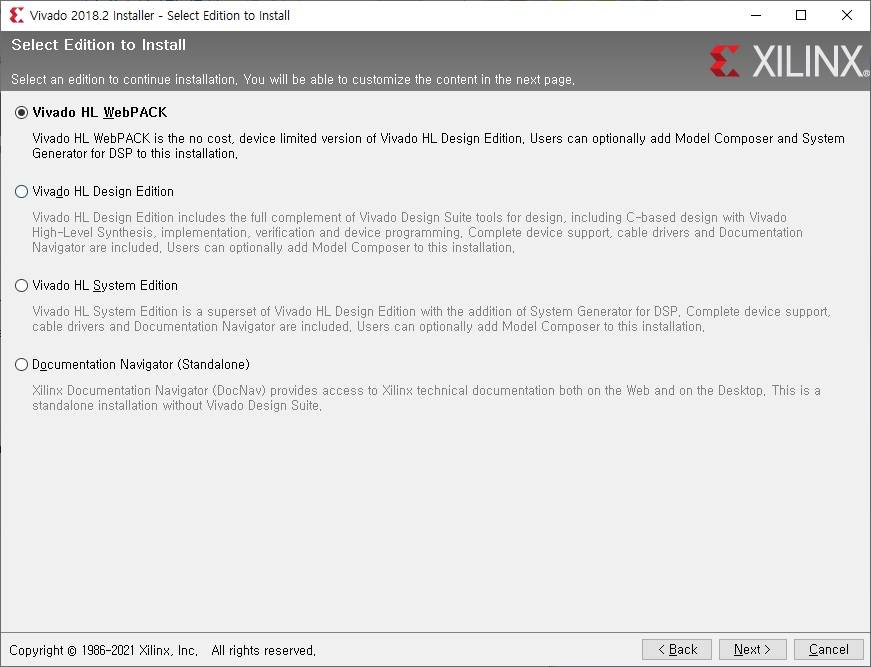 Vivado 2018.2 Installer - Select Edition to Install
Select Edition to Install
Select an edition to continue installation. You will be able to customize the content in the next page.
XILINX®
Vivado HL WebPACK
Vivado HL WebPACK is the no cost, device limited version of Vivado HL Design Edition. Users can optionally add Model Composer and System
Generator for DSP to this installation.
Vivado HL Design Edition
Vivado HL Design Edition includes the full complement of Vivado Design Suite tools for design, including C-based design with Vivado
High-Level Synthesis, implementation, verification and device programming. Complete device support, cable drivers and Documentation
Navigator are included. Users can optionally add Model Composer to this installation.
Vivado HL System Edition
Vivado HL System Edition is a superset of Vivado HL Design Edition with the addition of System Generator for DSP. Complete device support,
cable drivers and Documentation Navigator are included. Users can optionally add Model Composer to this installation.
Documentation Navigator (Standalone)
Xilinx Documentation Navigator (DocNav) provides access to Xilinx technical documentation both on the Web and on the Desktop. This is a
standalone installation without Vivado Design Suite.
Copyright © 1986-2021 Xilinx, Inc. All rights reserved.
< Back
Next >
Cancel